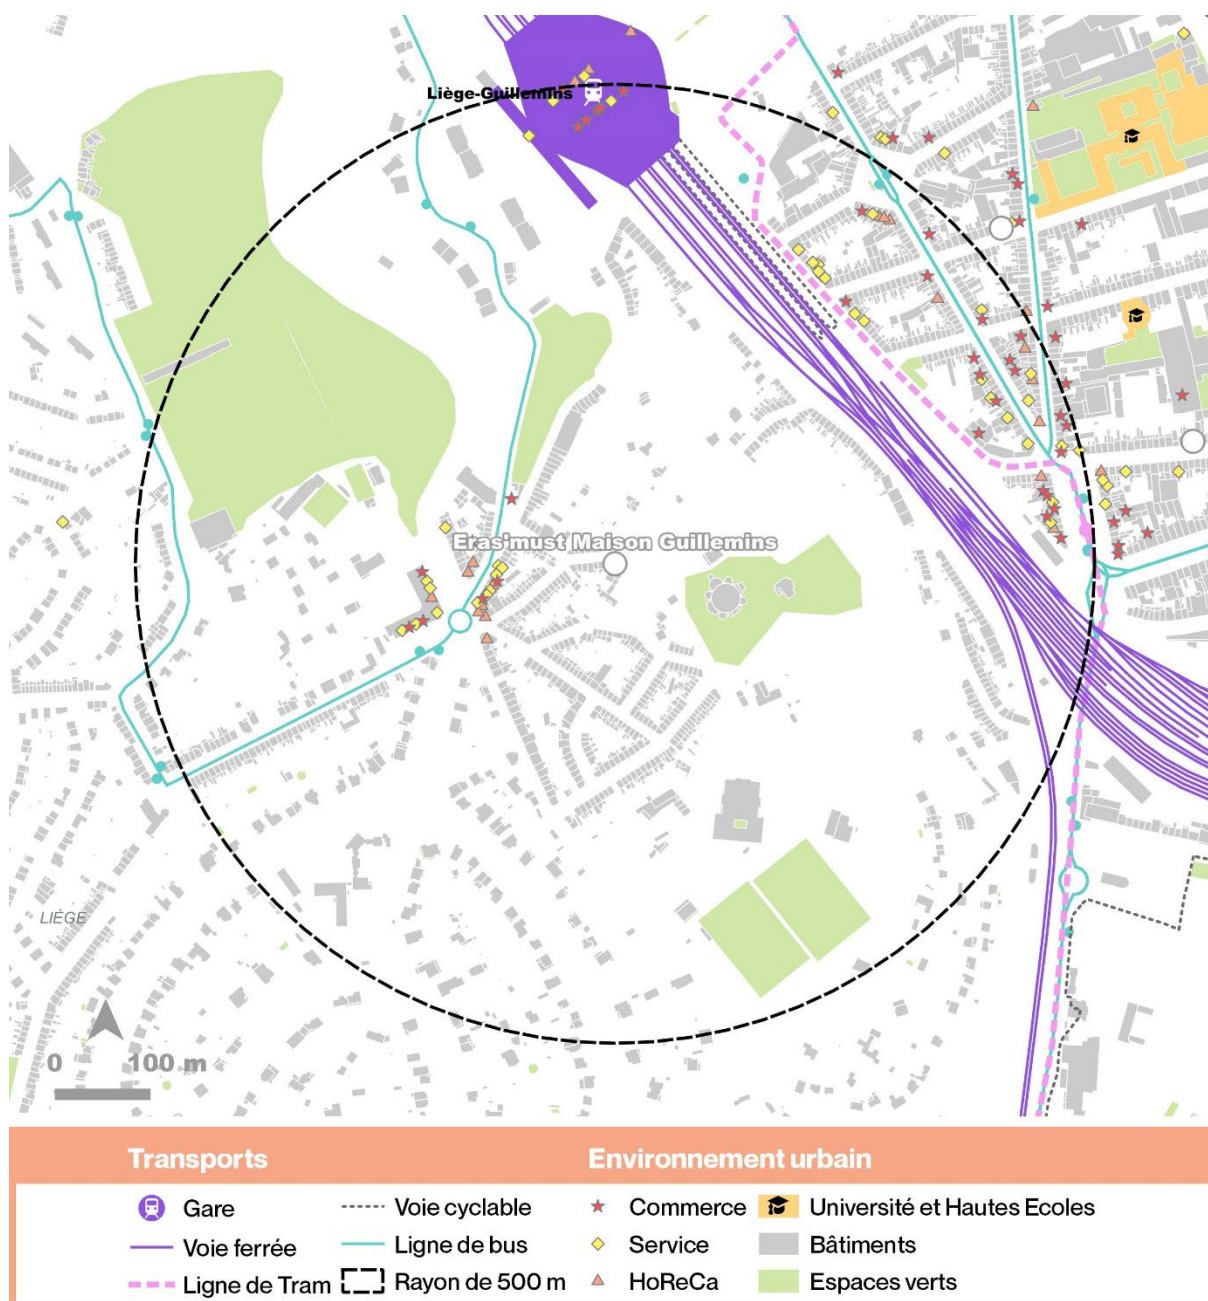 Liège-Guillemins
Eras'must Maison Guillemins
LIÈGE
0 100 m
Transports
Environnement urbain
Gare
Voie cyclable
Commerce
Université et Hautes Ecoles
Voie ferrée
Ligne de bus
Service
Bâtiments
Ligne de Tram
Rayon de 500 m
HoReCa
Espaces verts